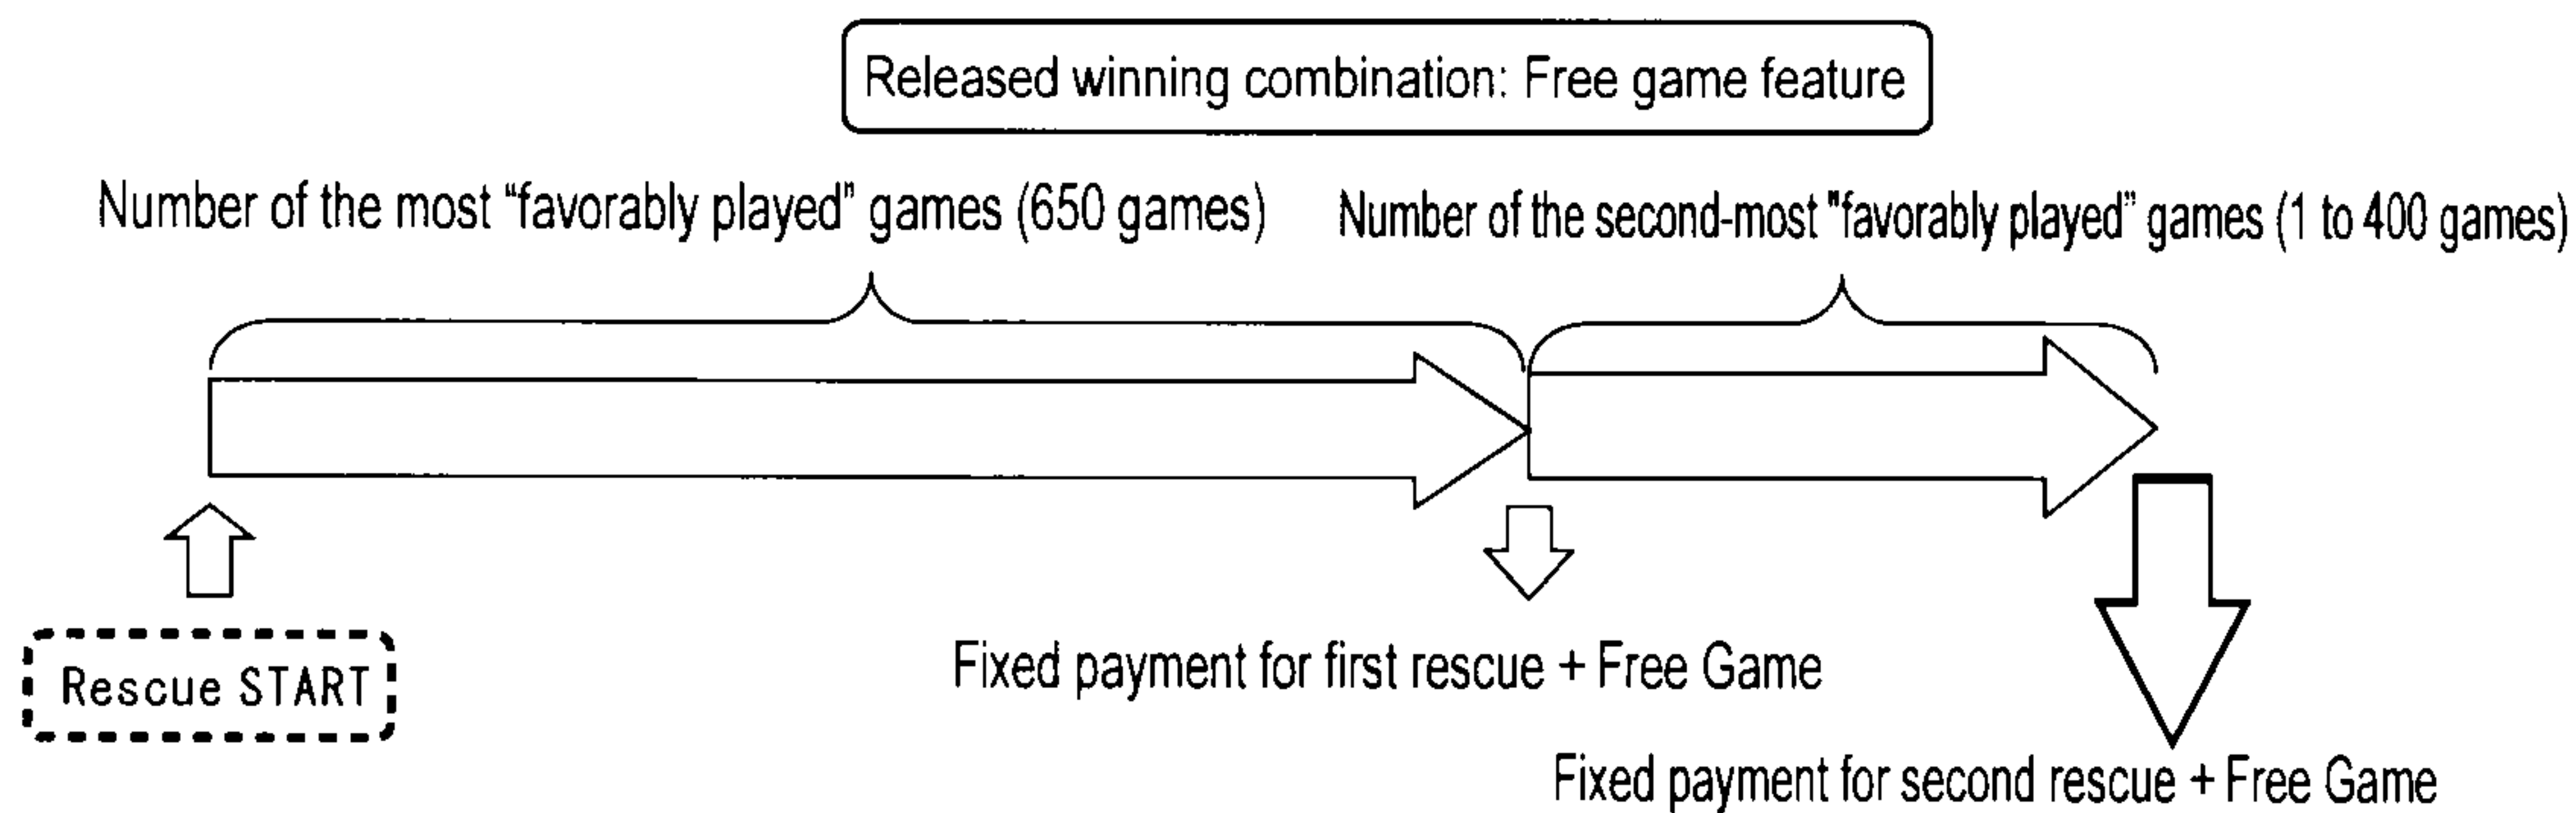 Released winning combination: Free game feature
Number of the most “favorably played” games (650 games)
Number of the second-most "favorably played” games (1 to 400 games)
Rescue START
Fixed payment for first rescue + Free Game
Fixed payment for second rescue + Free Game